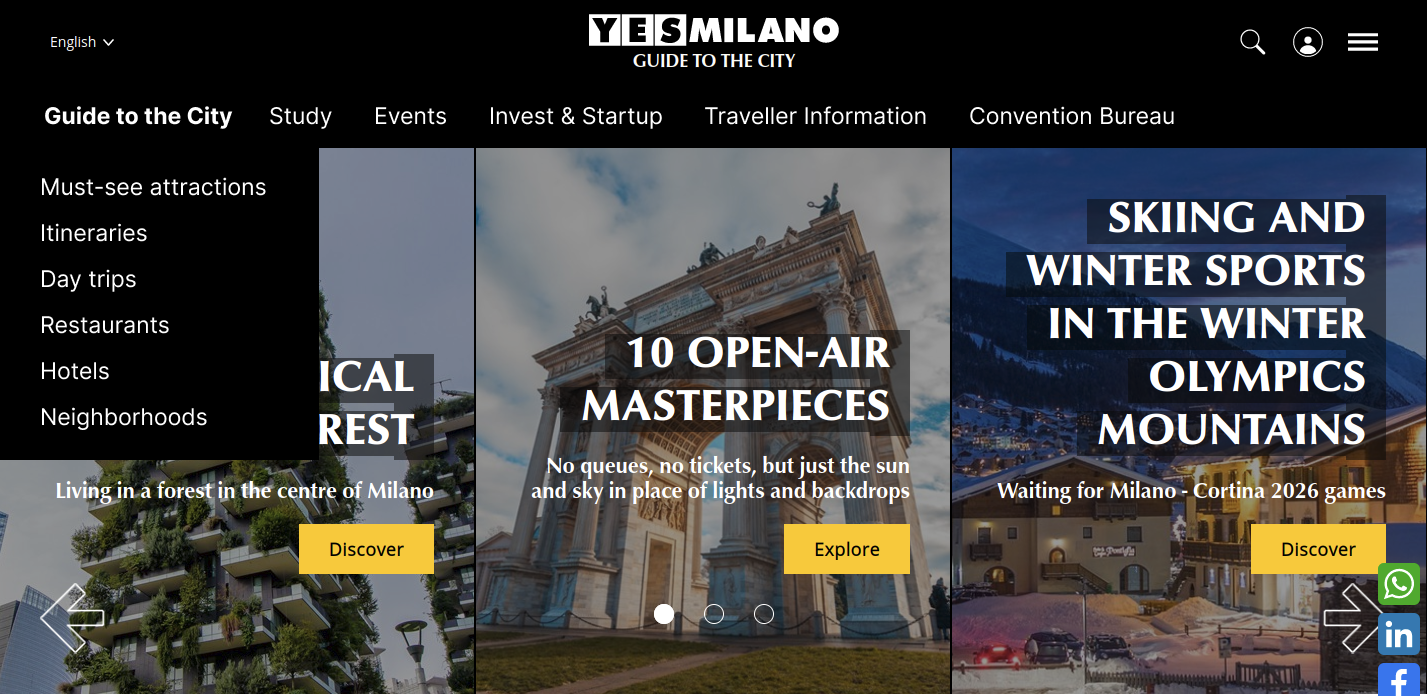 English
YESMILANO
GUIDE TO THE CITY
Guide to the City Study Events Invest & Startup Traveller Information Convention Bureau
Must-see attractions
Itineraries
Day trips
Restaurants
Hotels
Neighborhoods
ICAL
REST
Living in a forest in the centre of Milano
Discover
10 OPEN-AIR
MASTERPIECES
No queues, no tickets, but just the sun
and sky in place of lights and backdrops
Explore
SKIING AND
WINTER SPORTS
IN THE WINTER
OLYMPICS
MOUNTAINS
Waiting for Milano - Cortina 2026 games
Discover
in
f